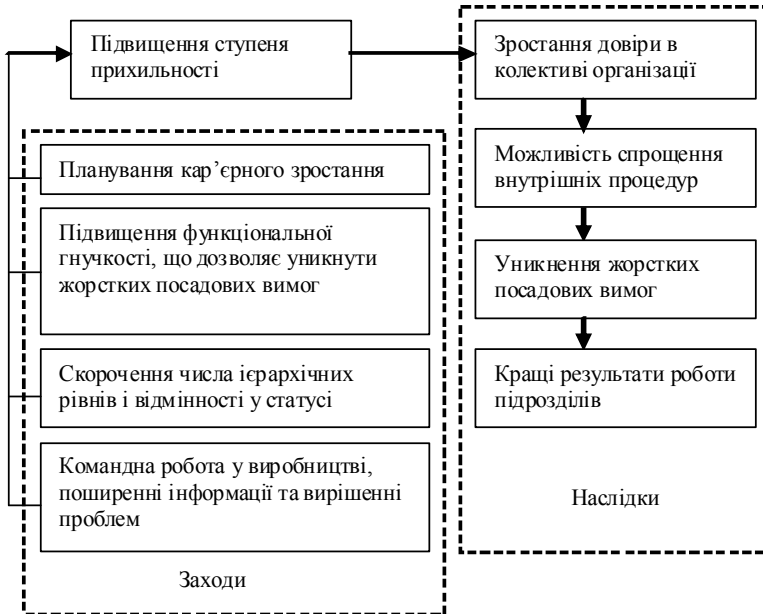 Підвищення ступеня
прихильності
Планування кар’єрного зростання
Підвищення функціональної
гнучкості, що дозволяє уникнути
жорстких посадових вимог
Скорочення числа ієрархічних
рівнів і відмінності у статусі
Командна робота у виробництві,
поширенні інформації та вирішенні
проблем
Заходи
Зростання довіри в
колективі організації
Можливість спрощення
внутрішніх процедур
Уникнення жорстких
посадових вимог
Кращі результати роботи
підрозділів
Наслідки